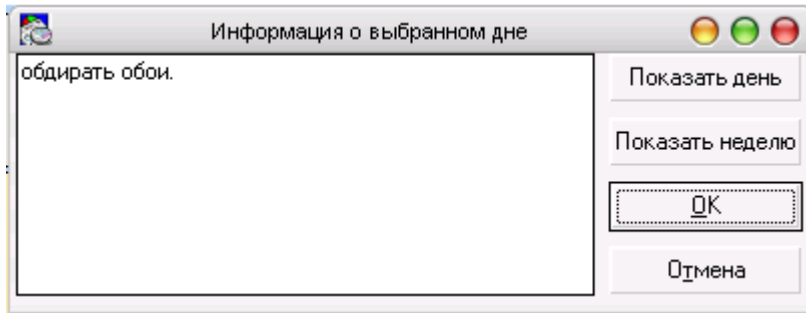 Информация о выбранном дне
обдирать обои.
Показать день
Показать неделю
OK
Отмена